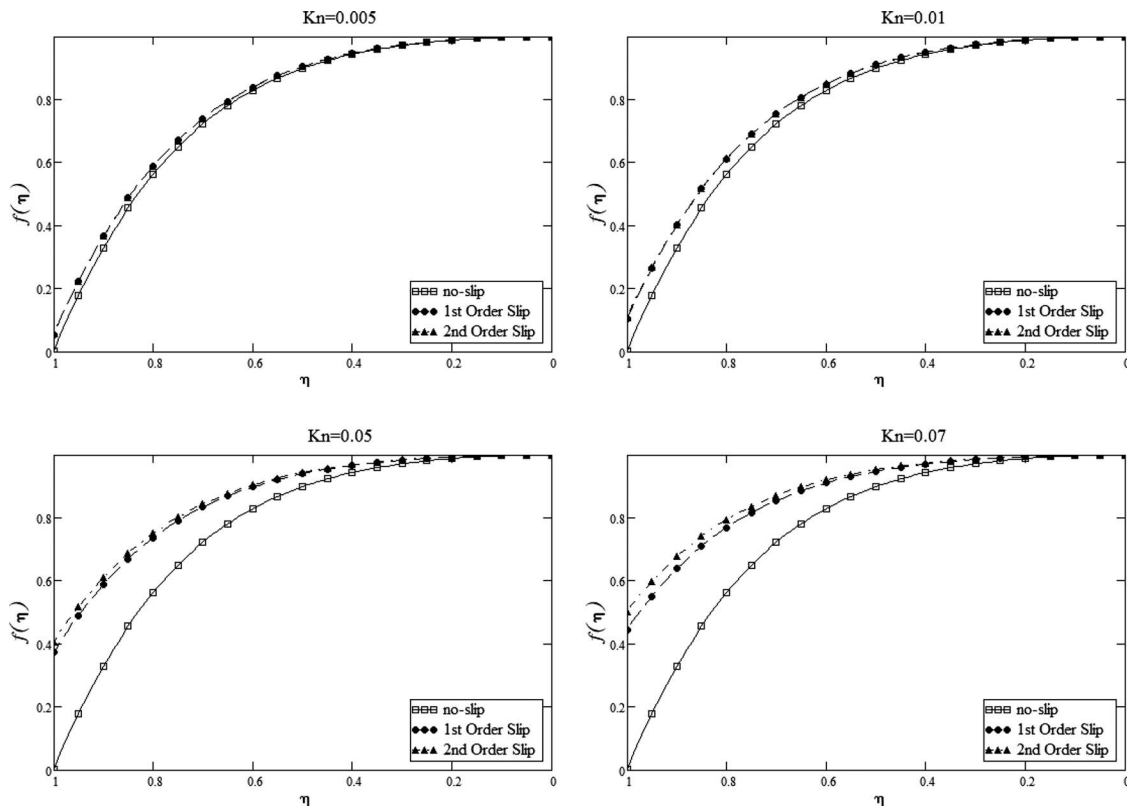 Kn=0.005
0.8
0.6
0.4
0.2
0
f(η)
1 0.8 0.6 0.4 0.2 0
η
no-slip
1st Order Slip
2nd Order Slip
Kn=0.01
0.8
0.6
0.4
0.2
0
f(η)
1 0.8 0.6 0.4 0.2 0
η
no-slip
1st Order Slip
2nd Order Slip
Kn=0.05
0.8
0.6
0.4
0.2
0
f(η)
1 0.8 0.6 0.4 0.2 0
η
no-slip
1st Order Slip
2nd Order Slip
Kn=0.07
0.8
0.6
0.4
0.2
0
f(η)
1 0.8 0.6 0.4 0.2 0
η
no-slip
1st Order Slip
2nd Order Slip